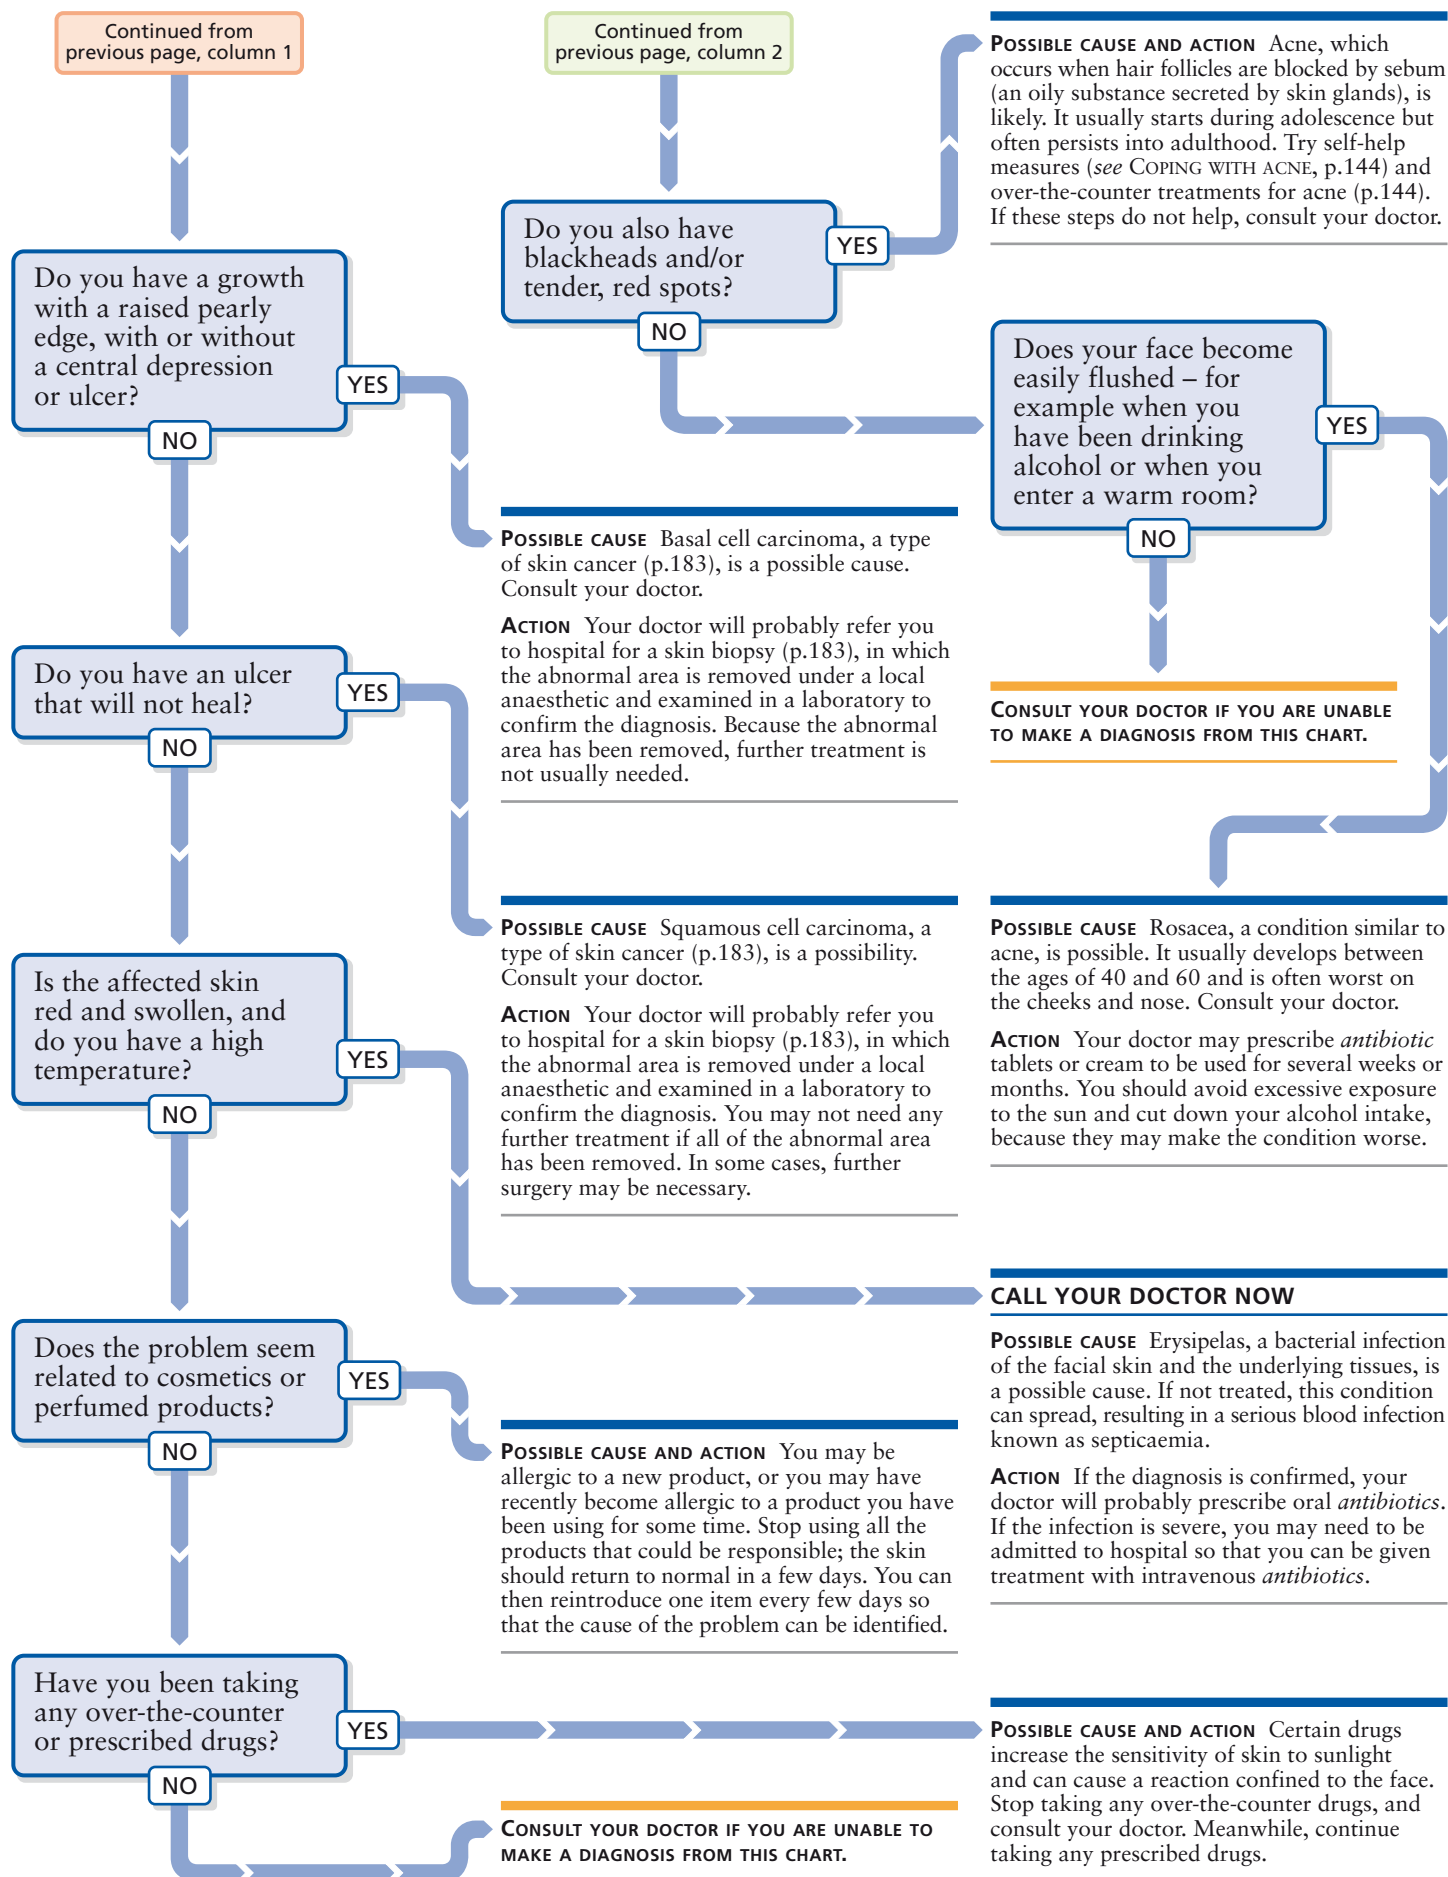 Continued from
previous page, column 1
Do you have a growth
with a raised pearly
edge, with or without
a central depression
or ulcer?
YES
NO
POSSIBLE CAUSE Basal cell carcinoma, a type
of skin cancer (p.183), is a possible cause.
Consult your doctor.
ACTION Your doctor will probably refer you
to hospital for a skin biopsy (p.183), in which
the abnormal area is removed under a local
anaesthetic and examined in a laboratory to
confirm the diagnosis. Because the abnormal
area has been removed, further treatment is
not usually needed.
Do you have an ulcer
that will not heal?
YES
NO
POSSIBLE CAUSE Squamous cell carcinoma, a
type of skin cancer (p.183), is a possibility.
Consult your doctor.
ACTION Your doctor will probably refer you
to hospital for a skin biopsy (p.183), in which
the abnormal area is removed under a local
anaesthetic and examined in a laboratory to
confirm the diagnosis. You may not need any
further treatment if all of the abnormal area
has been removed. In some cases, further
surgery may be necessary.
Is the affected skin
red and swollen, and
do you have a high
temperature?
YES
NO
CALL YOUR DOCTOR NOW
POSSIBLE CAUSE Erysipelas, a bacterial infection
of the facial skin and the underlying tissues, is
a possible cause. If not treated, this condition
can spread, resulting in a serious blood infection
known as septicaemia.
ACTION If the diagnosis is confirmed, your
doctor will probably prescribe oral antibiotics.
If the infection is severe, you may need to be
admitted to hospital so that you can be given
treatment with intravenous antibiotics.
Does the problem seem
related to cosmetics or
perfumed products?
YES
NO
POSSIBLE CAUSE AND ACTION You may be
allergic to a new product, or you may have
recently become allergic to a product you have
been using for some time. Stop using all the
products that could be responsible; the skin
should return to normal in a few days. You can
then reintroduce one item every few days so
that the cause of the problem can be identified.
Have you been taking
any over-the-counter
or prescribed drugs?
YES
NO
POSSIBLE CAUSE AND ACTION Certain drugs
increase the sensitivity of skin to sunlight
and can cause a reaction confined to the face.
Stop taking any over-the-counter drugs, and
consult your doctor. Meanwhile, continue
taking any prescribed drugs.
CONSULT YOUR DOCTOR IF YOU ARE UNABLE TO
MAKE A DIAGNOSIS FROM THIS CHART.
Continued from
previous page, column 2
Do you also have
blackheads and/or
tender, red spots?
YES
NO
POSSIBLE CAUSE AND ACTION Acne, which
occurs when hair follicles are blocked by sebum
(an oily substance secreted by skin glands), is
likely. It usually starts during adolescence but
often persists into adulthood. Try self-help
measures (see COPING WITH ACNE, p.144) and
over-the-counter treatments for acne (p.144).
If these steps do not help, consult your doctor.
Does your face become
easily flushed – for
example when you
have been drinking
alcohol or when you
enter a warm room?
YES
NO
CONSULT YOUR DOCTOR IF YOU ARE UNABLE
TO MAKE A DIAGNOSIS FROM THIS CHART.
POSSIBLE CAUSE Rosacea, a condition similar to
acne, is possible. It usually develops between
the ages of 40 and 60 and is often worst on
the cheeks and nose. Consult your doctor.
ACTION Your doctor may prescribe antibiotic
tablets or cream to be used for several weeks or
months. You should avoid excessive exposure
to the sun and cut down your alcohol intake,
because they may make the condition worse.